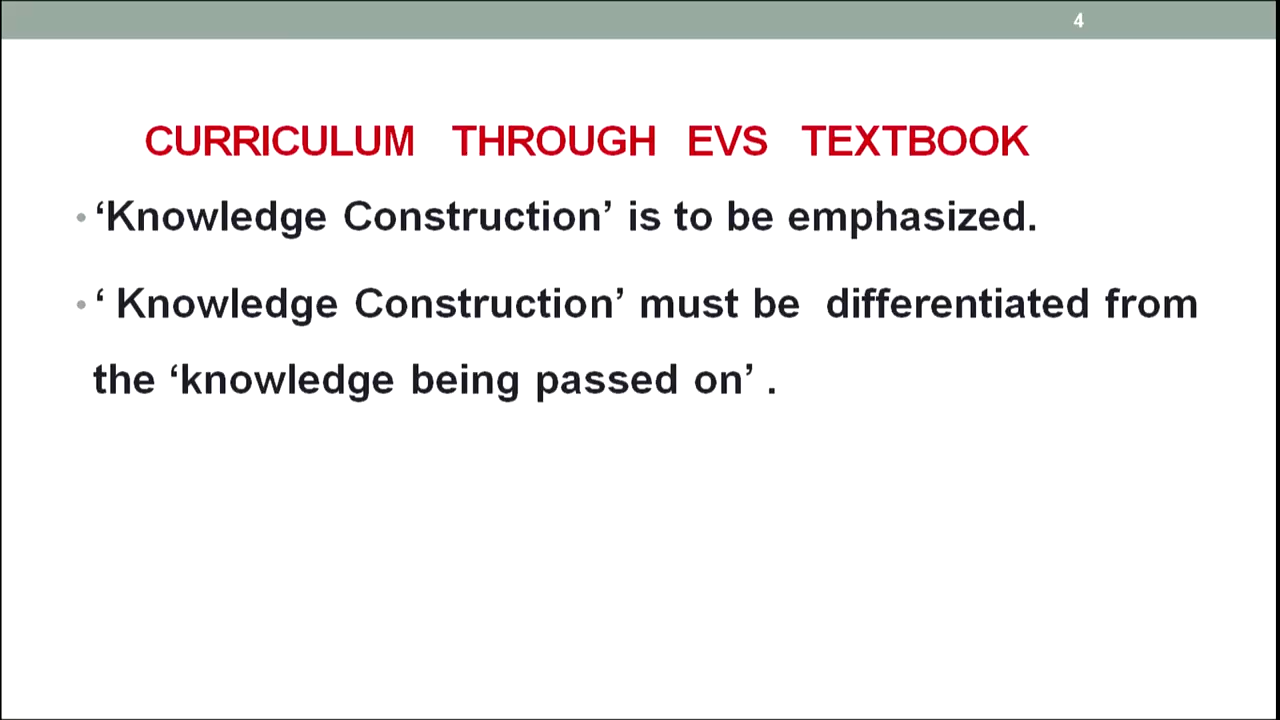 4
CURRICULUM THROUGH EVS TEXTBOOK
• ‘Knowledge Construction’ is to be emphasized.
• ‘ Knowledge Construction’ must be differentiated from
the ‘knowledge being passed on’ .